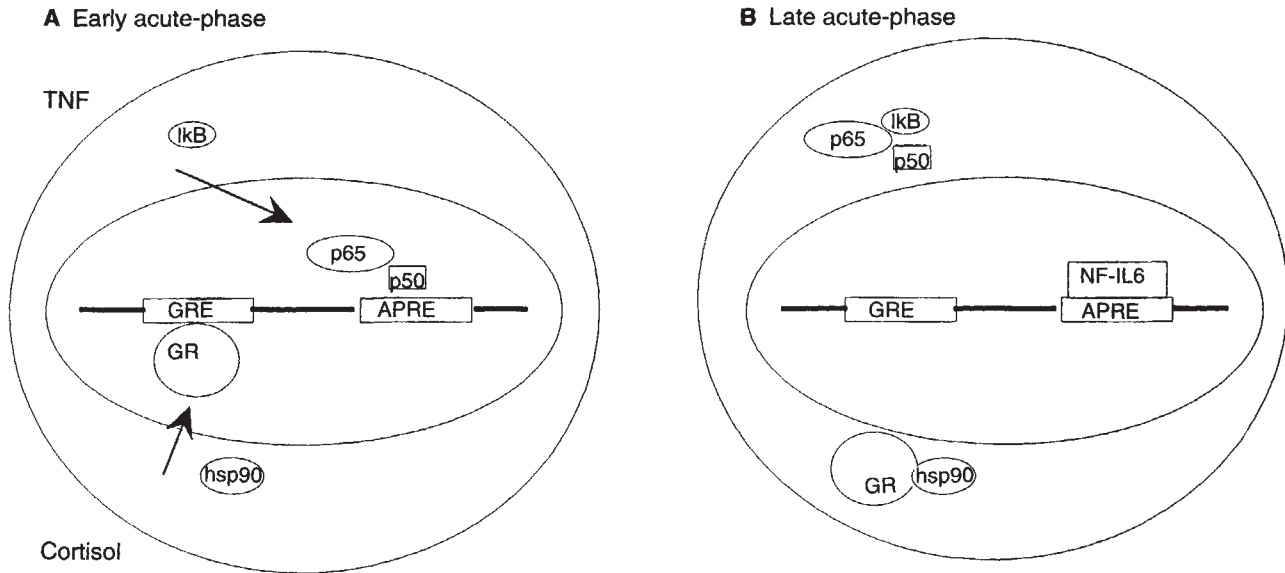 A Early acute-phase
TNF
IkB
p65
p50
GRE
APRE
GR
hsp90
Cortisol
B Late acute-phase
IkB
p65
p50
NF-IL6
GRE
APRE
GR
hsp90